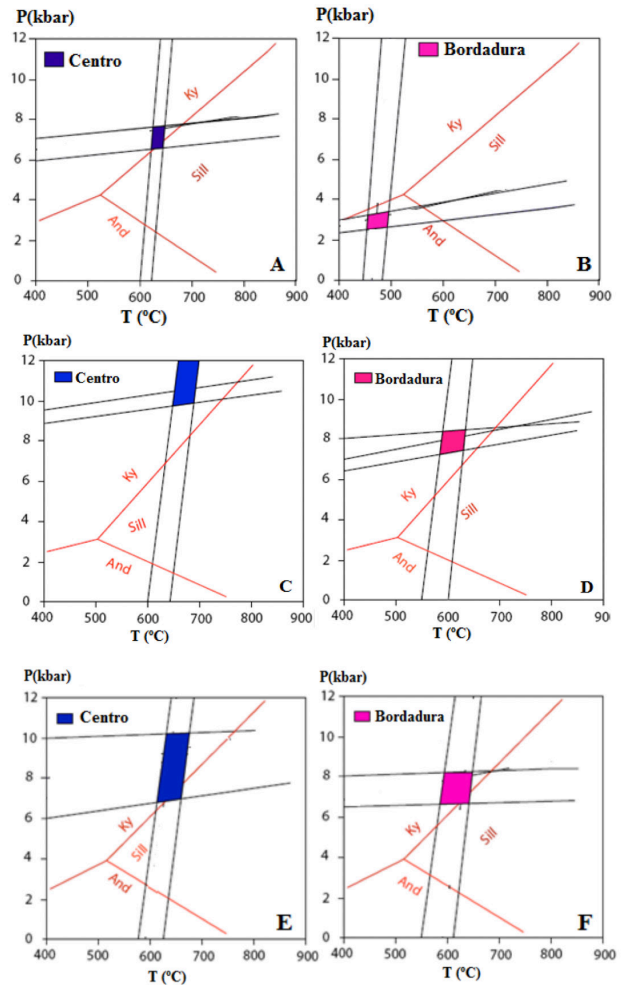 P(kbar)
12
10
8
6
4
2
0
400 500 600 700 800 900
T (ºC)
Centro
Ky
Sill
And
A
P(kbar)
12
10
8
6
4
2
0
400 500 600 700 800 900
T (ºC)
Bordadura
Ky
Sill
And
B
P(kbar)
12
10
8
6
4
2
0
400 500 600 700 800
T (ºC)
Centro
Ky
Sill
And
C
P(kbar)
12
10
8
6
4
2
0
400 500 600 700 800 900
T (ºC)
Bordadura
Ky
Sill
And
D
P(kbar)
12
10
8
6
4
2
0
400 500 600 700 800 900
T (ºC)
Centro
Ky
Sill
And
E
P(kbar)
12
10
8
6
4
2
0
400 500 600 700 800 900
T (ºC)
Bordadura
Ky
Sill
And
F